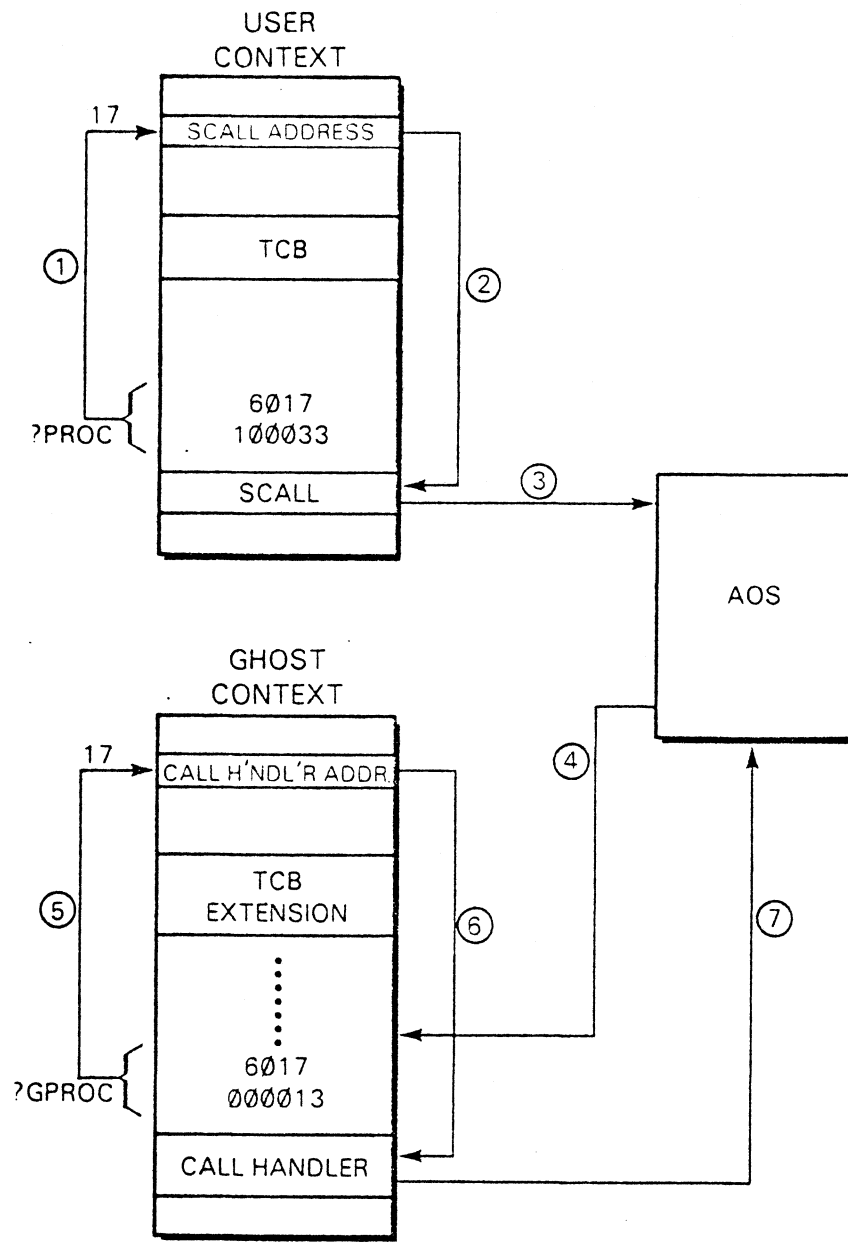 USER
CONTEXT
17
SCALL ADDRESS
TCB
①
②
6Ø17
?PROC
1ØØØ33
SCALL
③
AOS
GHOST
CONTEXT
17
CALL H'NDL'R ADDR.
④
TCB
EXTENSION
⑤
⑥
⑦
6Ø17
?GPROC
ØØØØ13
CALL HANDLER